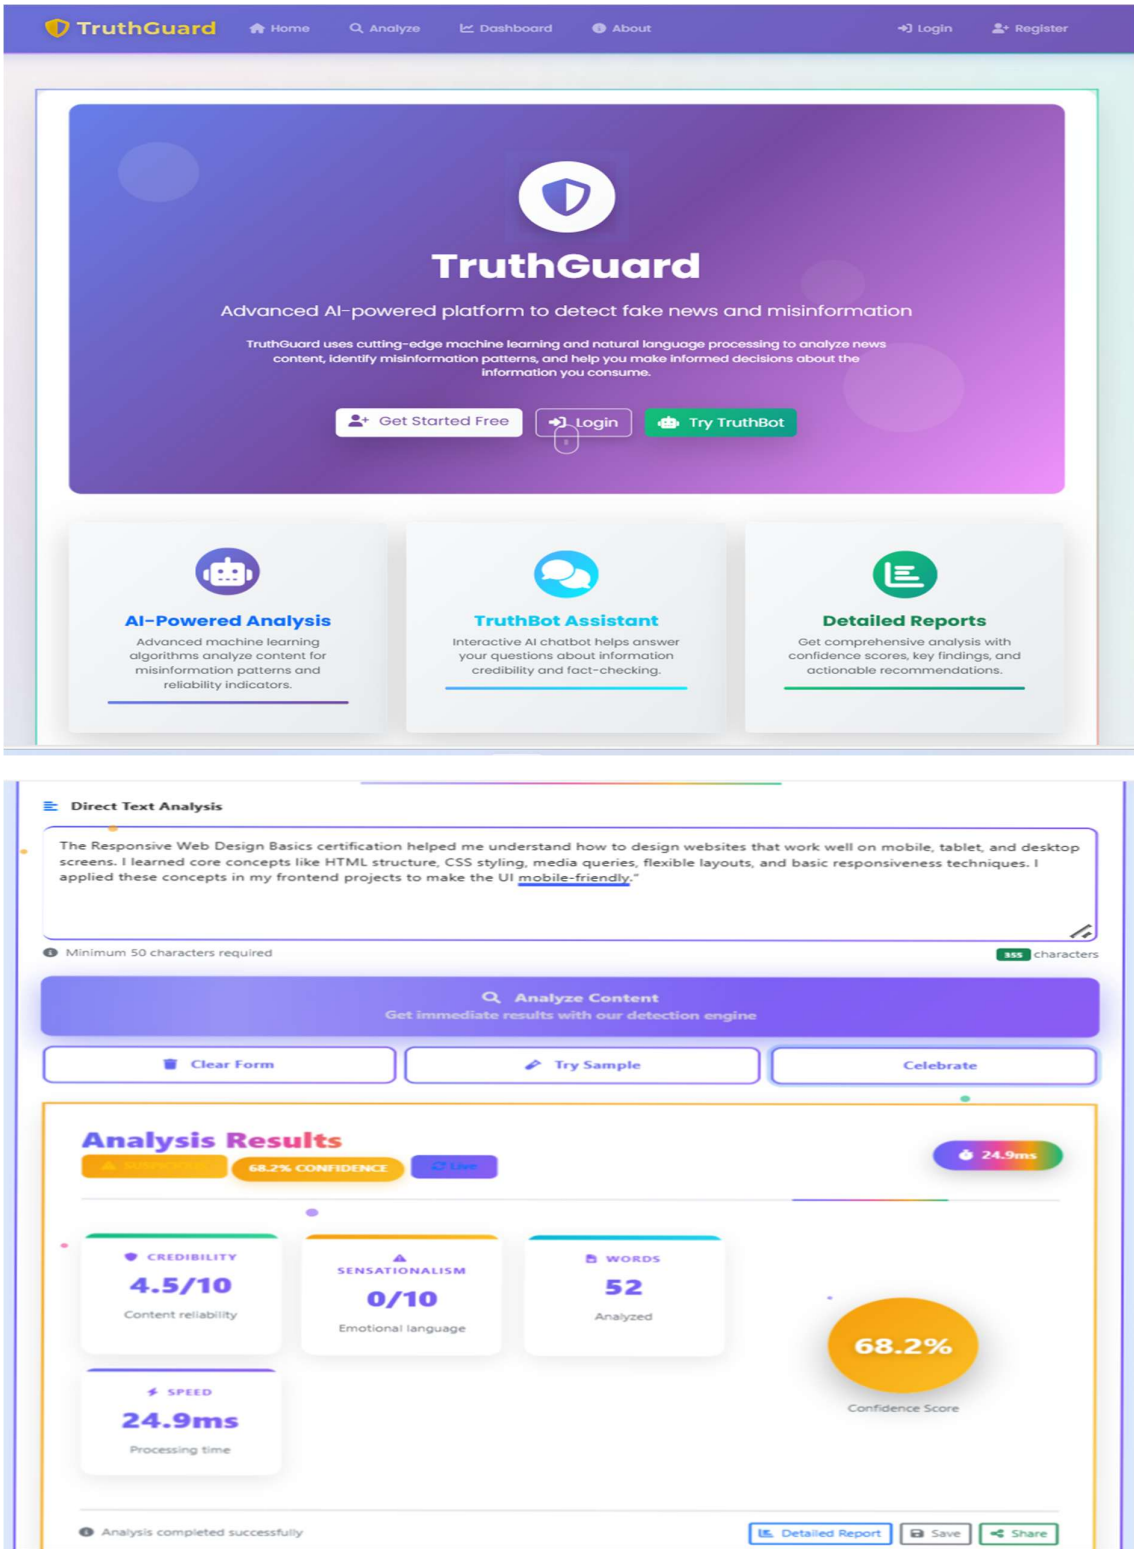 TruthGuard Home Analyze Dashboard About Login Register
TruthGuard
Advanced AI-powered platform to detect fake news and misinformation
TruthGuard uses cutting-edge machine learning and natural language processing to analyze news
content, identify misinformation patterns, and help you make informed decisions about the
information you consume.
Get Started Free Login Try TruthBot
AI-Powered Analysis
Advanced machine learning
algorithms analyze content for
misinformation patterns and
reliability indicators.
TruthBot Assistant
Interactive AI chatbot helps answer
your questions about information
credibility and fact-checking.
Detailed Reports
Get comprehensive analysis with
confidence scores, key findings, and
actionable recommendations.
Direct Text Analysis
The Responsive Web Design Basics certification helped me understand how to design websites that work well on mobile, tablet, and desktop
screens. I learned core concepts like HTML structure, CSS styling, media queries, flexible layouts, and basic responsiveness techniques. I
applied these concepts in my frontend projects to make the UI mobile-friendly."
Minimum 50 characters required 355 characters
Analyze Content
Get immediate results with our detection engine
Clear Form Try Sample Celebrate
Analysis Results
68.2% CONFIDENCE Live
24.9ms
CREDIBILITY
4.5/10
Content reliability
SENSATIONALISM
0/10
Emotional language
WORDS
52
Analyzed
68.2%
Confidence Score
SPEED
24.9ms
Processing time
Analysis completed successfully Detailed Report Save Share